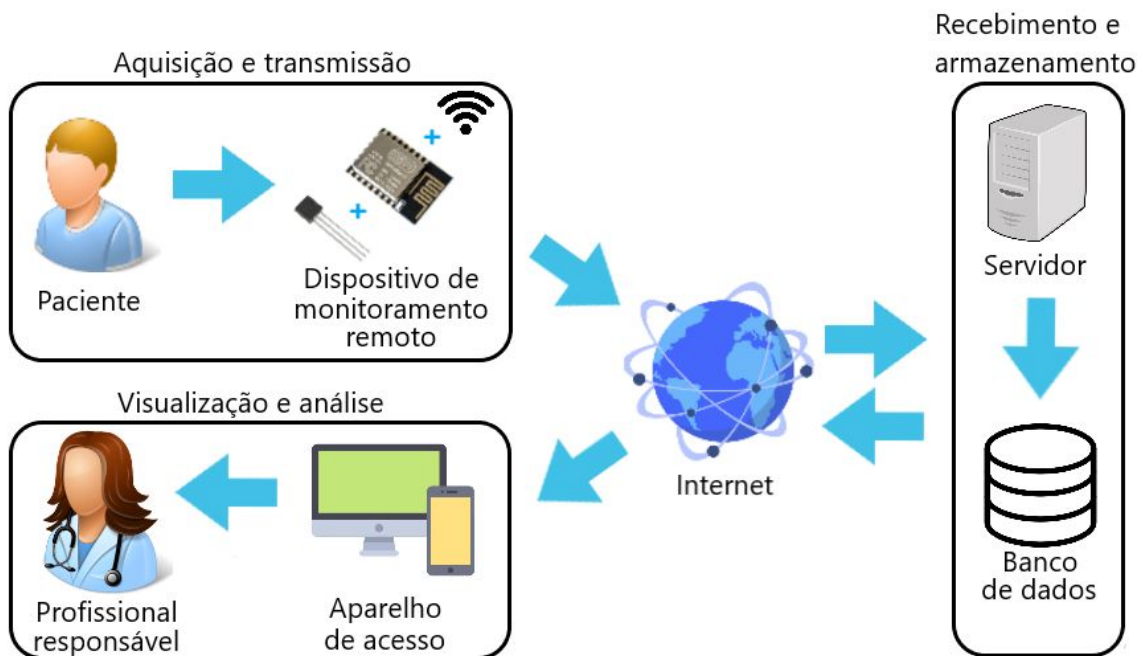 Aquisição e transmissão
Paciente
Dispositivo de
monitoramento
remoto
Internet
Recebimento e
armazenamento
Servidor
Banco
de dados
Visualização e análise
Profissional
responsável
Aparelho
de acesso